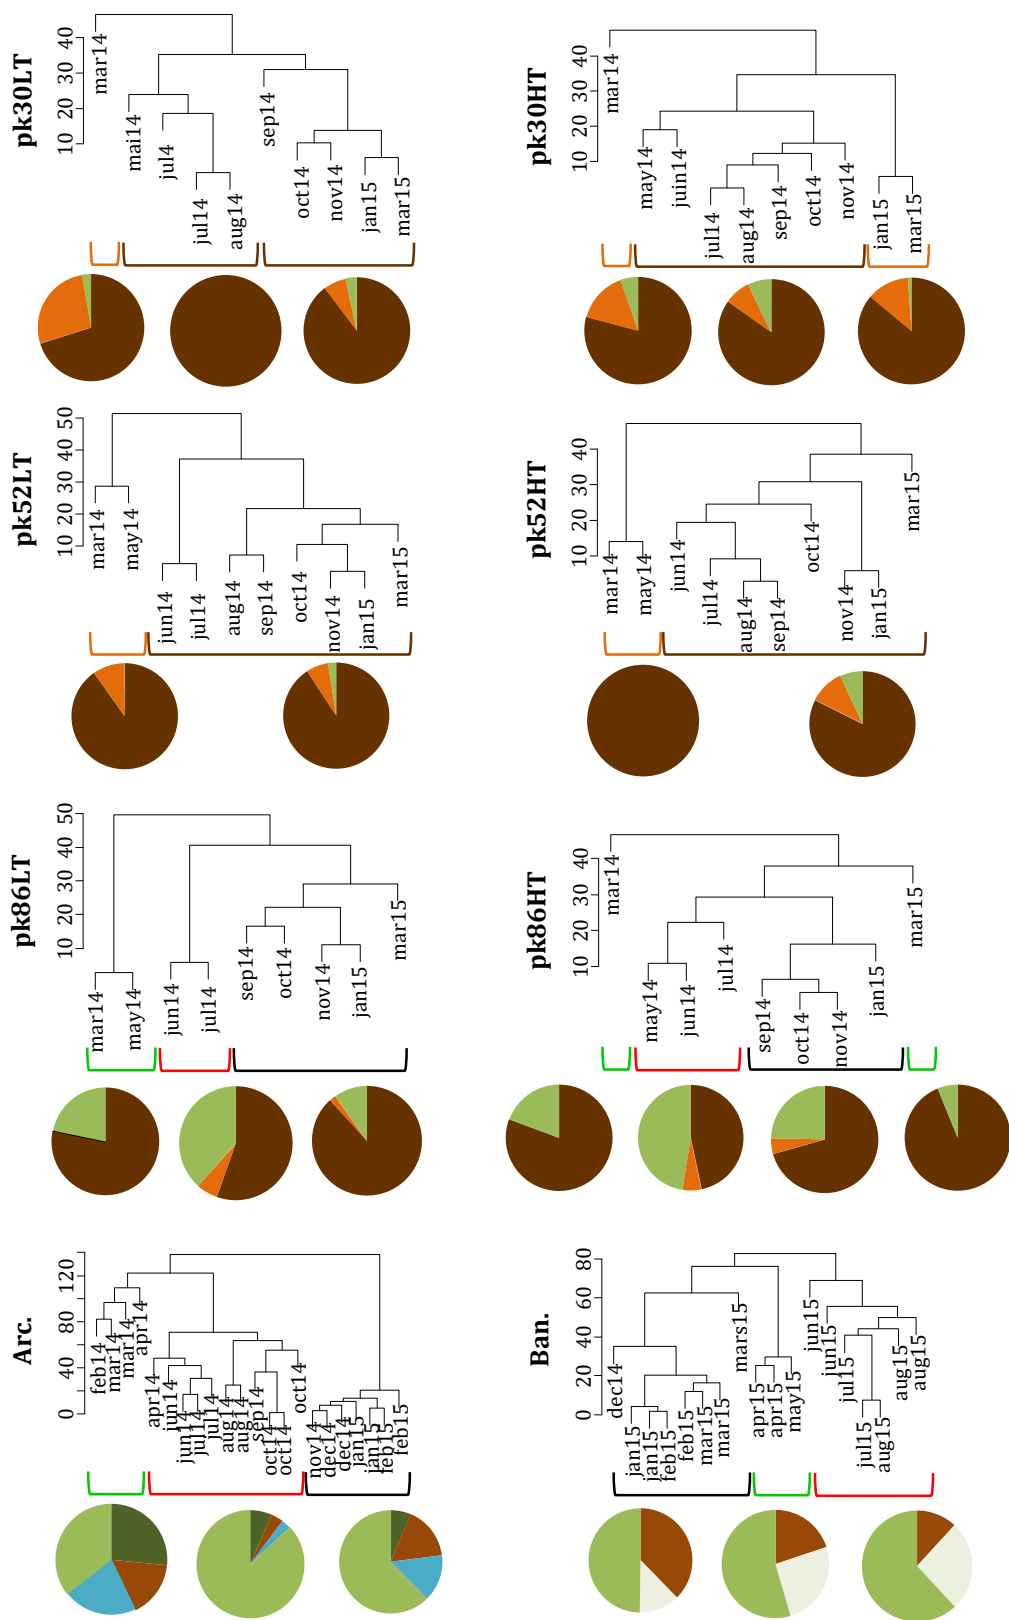 pk30LT
10 20 30 40
mar14
mai14
jul4
jul14
aug14
sep14
oct14
nov14
jan15
mar15
pk30HT
10 20 30 40
mar14
may14
juin14
jul14
aug14
sep14
oct14
nov14
jan15
mar15
pk52LT
10 20 30 40 50
mar14
may14
jun14
jul14
aug14
sep14
oct14
nov14
jan15
mar15
pk52HT
10 20 30 40
mar14
may14
jun14
jul14
aug14
sep14
oct14
nov14
jan15
mar15
pk86LT
10 20 30 40 50
mar14
may14
jun14
jul14
sep14
oct14
nov14
jan15
mar15
pk86HT
10 20 30 40
mar14
may14
jun14
jul14
sep14
oct14
nov14
jan15
mar15
Arc.
0 40 80 120
feb14
mar14
mar14
apr14
apr14
jun14
jun14
jul14
jul14
aug14
aug14
sep14
oct14
oct14
oct14
nov14
dec14
dec14
jan15
jan15
feb15
feb15
Ban.
0 20 40 60 80
dec14
jan15
jan15
feb15
feb15
mar15
mar15
mars15
apr15
apr15
may15
jun15
jun15
jul15
jul15
aug15
aug15
aug15